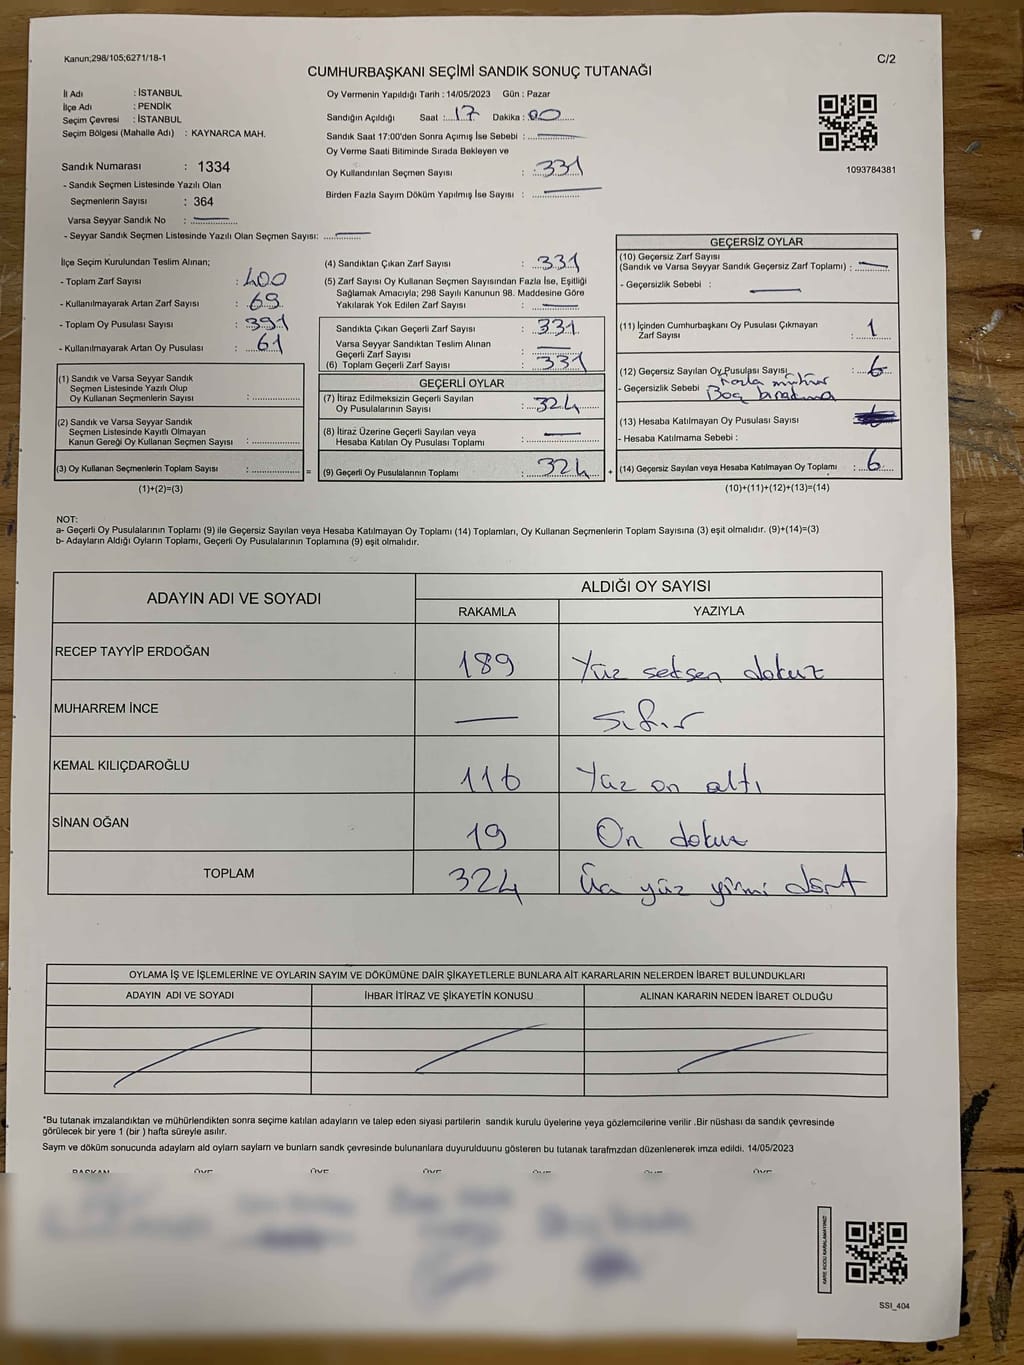 Kanun;298/105;6271/18-1
C/2
CUMHURBAŞKANI SEÇİMİ SANDIK SONUÇ TUTANAĞI
İl Adı : İSTANBUL
İlçe Adı : PENDİK
Seçim Çevresi : İSTANBUL
Seçim Bölgesi (Mahalle Adı) : KAYNARCA MAH.
Sandık Numarası : 1334
- Sandık Seçmen Listesinde Yazılı Olan
Seçmenlerin Sayısı : 364
Varsa Seyyar Sandık No :
- Seyyar Sandık Seçmen Listesinde Yazılı Olan Seçmen Sayısı:
Oy Vermenin Yapıldığı Tarih : 14/05/2023 Gün : Pazar
Sandığın Açıldığı Saat : 17 Dakika : 00
Sandık Saat 17:00'den Sonra Açımış İse Sebebi :
Oy Verme Saati Bitiminde Sırada Bekleyen ve
Oy Kullandırılan Seçmen Sayısı : 331
Birden Fazla Sayım Döküm Yapılmış İse Sayısı :
1093784381
İlçe Seçim Kurulundan Teslim Alınan;
- Toplam Zarf Sayısı : 400
- Kullanılmayarak Artan Zarf Sayısı : 69
- Toplam Oy Pusulası Sayısı : 391
- Kullanılmayarak Artan Oy Pusulası : 61
(1) Sandık ve Varsa Seyyar Sandık
Seçmen Listesinde Yazılı Olup
Oy Kullanan Seçmenlerin Sayısı :
(2) Sandık ve Varsa Seyyar Sandık
Seçmen Listesinde Kayıtlı Olmayan
Kanun Gereği Oy Kullanan Seçmen Sayısı :
(3) Oy Kullanan Seçmenlerin Toplam Sayısı : =
(1)+(2)=(3)
(4) Sandıktan Çıkan Zarf Sayısı : 331
(5) Zarf Sayısı Oy Kullanan Seçmen Sayısından Fazla İse, Eşitliği
Sağlamak Amacıyla; 298 Sayılı Kanunun 98. Maddesine Göre
Yakılarak Yok Edilen Zarf Sayısı :
Sandıkta Çıkan Geçerli Zarf Sayısı : 331
Varsa Seyyar Sandıktan Teslim Alınan
Geçerli Zarf Sayısı :
(6) Toplam Geçerli Zarf Sayısı : 331
GEÇERLİ OYLAR
(7) İtiraz Edilmeksizin Geçerli Sayılan
Oy Pusulalarının Sayısı : 324
(8) İtiraz Üzerine Geçerli Sayılan veya
Hesaba Katılan Oy Pusulası Toplamı :
(9) Geçerli Oy Pusulalarının Toplamı : 324 +
GEÇERSİZ OYLAR
(10) Geçersiz Zarf Sayısı
(Sandık ve Varsa Seyyar Sandık Geçersiz Zarf Toplamı) :
- Geçersizlik Sebebi :
(11) İçinden Cumhurbaşkanı Oy Pusulası Çıkmayan
Zarf Sayısı : 1
(12) Geçersiz Sayılan Oy Pusulası Sayısı : 6
- Geçersizlik Sebebi : Fazla mühür
Boş bırakma
(13) Hesaba Katılmayan Oy Pusulası Sayısı
- Hesaba Katılmama Sebebi :
(14) Geçersiz Sayılan veya Hesaba Katılmayan Oy Toplamı : 6
(10)+(11)+(12)+(13)=(14)
NOT:
a- Geçerli Oy Pusulalarının Toplamı (9) ile Geçersiz Sayılan veya Hesaba Katılmayan Oy Toplamı (14) Toplamları, Oy Kullanan Seçmenlerin Toplam Sayısına (3) eşit olmalıdır. (9)+(14)=(3)
b- Adayların Aldığı Oyların Toplamı, Geçerli Oy Pusulalarının Toplamına (9) eşit olmalıdır.
ADAYIN ADI VE SOYADI
ALDIĞI OY SAYISI
RAKAMLA YAZIYLA
RECEP TAYYİP ERDOĞAN 189 Yüz seksen dokuz
MUHARREM İNCE — Sıfır
KEMAL KILIÇDAROĞLU 116 Yüz on altı
SİNAN OĞAN 19 On dokuz
TOPLAM 324 Üç yüz yirmi dört
OYLAMA İŞ VE İŞLEMLERİNE VE OYLARIN SAYIM VE DÖKÜMÜNE DAİR ŞİKAYETLERLE BUNLARA AİT KARARLARIN NELERDEN İBARET BULUNDUKLARI
ADAYIN ADI VE SOYADI İHBAR İTİRAZ VE ŞİKAYETİN KONUSU ALINAN KARARIN NEDEN İBARET OLDUĞU
*Bu tutanak imzalandıktan ve mühürlendikten sonra seçime katılan adayların ve talep eden siyasi partilerin sandık kurulu üyelerine veya gözlemcilerine verilir .Bir nüshası da sandık çevresinde
görülecek bir yere 1 (bir ) hafta süreyle asılır.
Saym ve döküm sonucunda adayların ald oyların saylarn ve bunların sandk çevresinde bulunanlara duyurulduunu gösteren bu tutanak tarafmzdan düzenlenerek imza edildi. 14/05/2023
BAŞKAN ÜYE ÜYE ÜYE ÜYE ÜYE ÜYE
KARE KODU KARALAMAYINIZ!
SSI_404